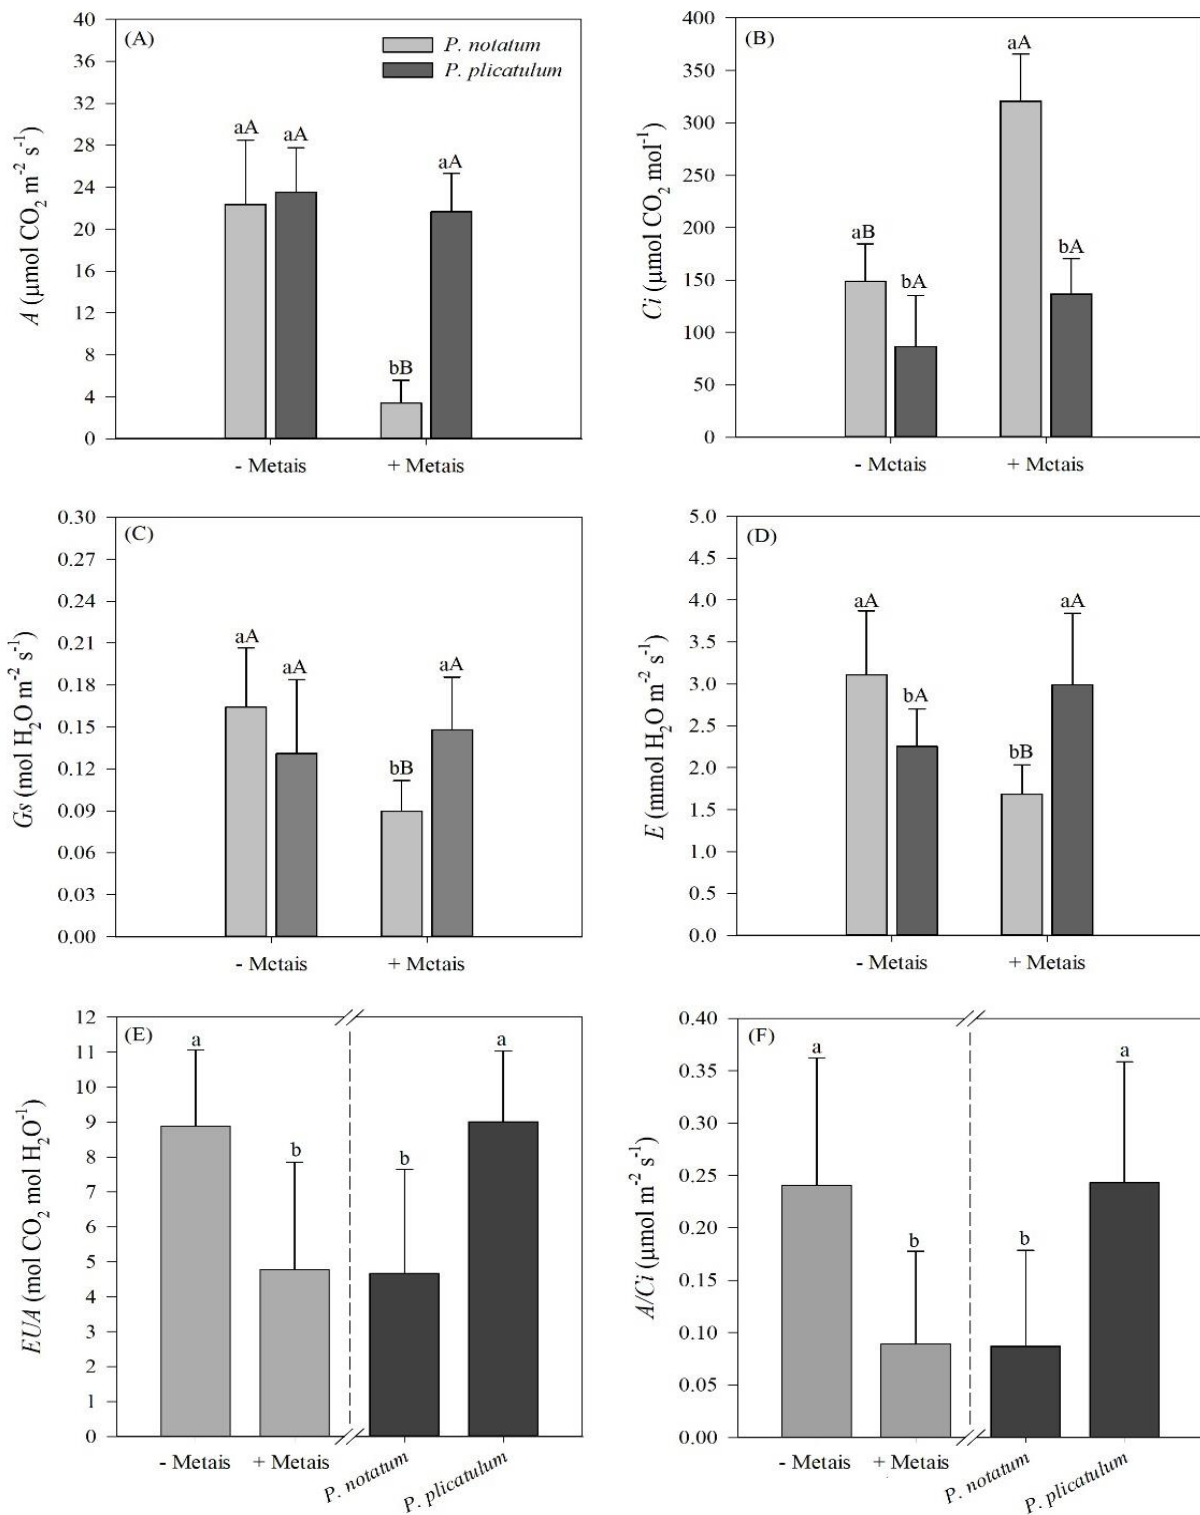 (A)
P. notatum
P. plicatulum
A (µmol CO2 m-2 s-1)
40
36
32
28
24
20
16
12
8
4
0
aA
aA
bB
aA
- Metais
+ Metais
(B)
Ci (µmol CO2 mol-1)
400
350
300
250
200
150
100
50
0
aB
bA
aA
bA
- Metais
+ Metais
(C)
Gs (mol H2O m-2 s-1)
0.30
0.27
0.24
0.21
0.18
0.15
0.12
0.09
0.06
0.03
0.00
aA
aA
bB
aA
- Metais
+ Metais
(D)
E (mmol H2O m-2 s-1)
5.0
4.5
4.0
3.5
3.0
2.5
2.0
1.5
1.0
0.5
0.0
aA
bA
bB
aA
- Metais
+ Metais
(E)
EUA (mol CO2 mol H2O-1)
12
11
10
9
8
7
6
5
4
3
2
1
0
a
b
b
a
- Metais
+ Metais
P. notatum
P. plicatulum
(F)
A/Ci (µmol m-2 s-1)
0.40
0.35
0.30
0.25
0.20
0.15
0.10
0.05
0.00
a
b
b
a
- Metais
+ Metais
P. notatum
P. plicatulum